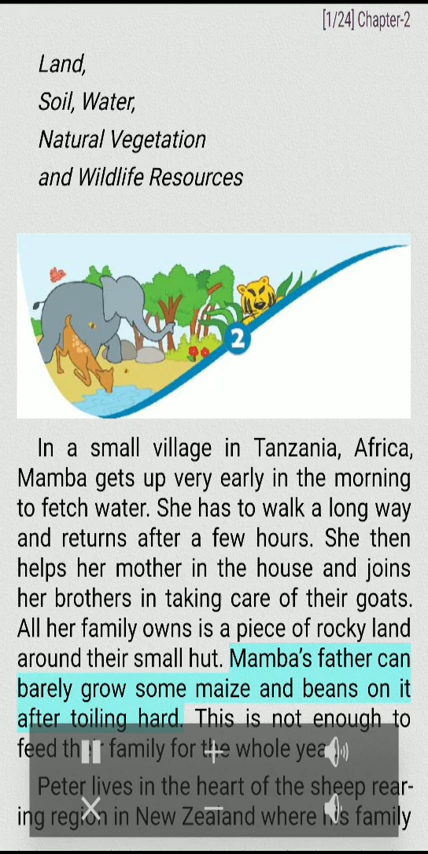 [1/24] Chapter-2
Land,
Soil, Water,
Natural Vegetation
and Wildlife Resources
2
In a small village in Tanzania, Africa,
Mamba gets up very early in the morning
to fetch water. She has to walk a long way
and returns after a few hours. She then
helps her mother in the house and joins
her brothers in taking care of their goats.
All her family owns is a piece of rocky land
around their small hut. Mamba's father can
barely grow some maize and beans on it
after toiling hard. This is not enough to
feed their family for the whole year.
Peter lives in the heart of the sheep rear-
ing region in New Zealand where his family